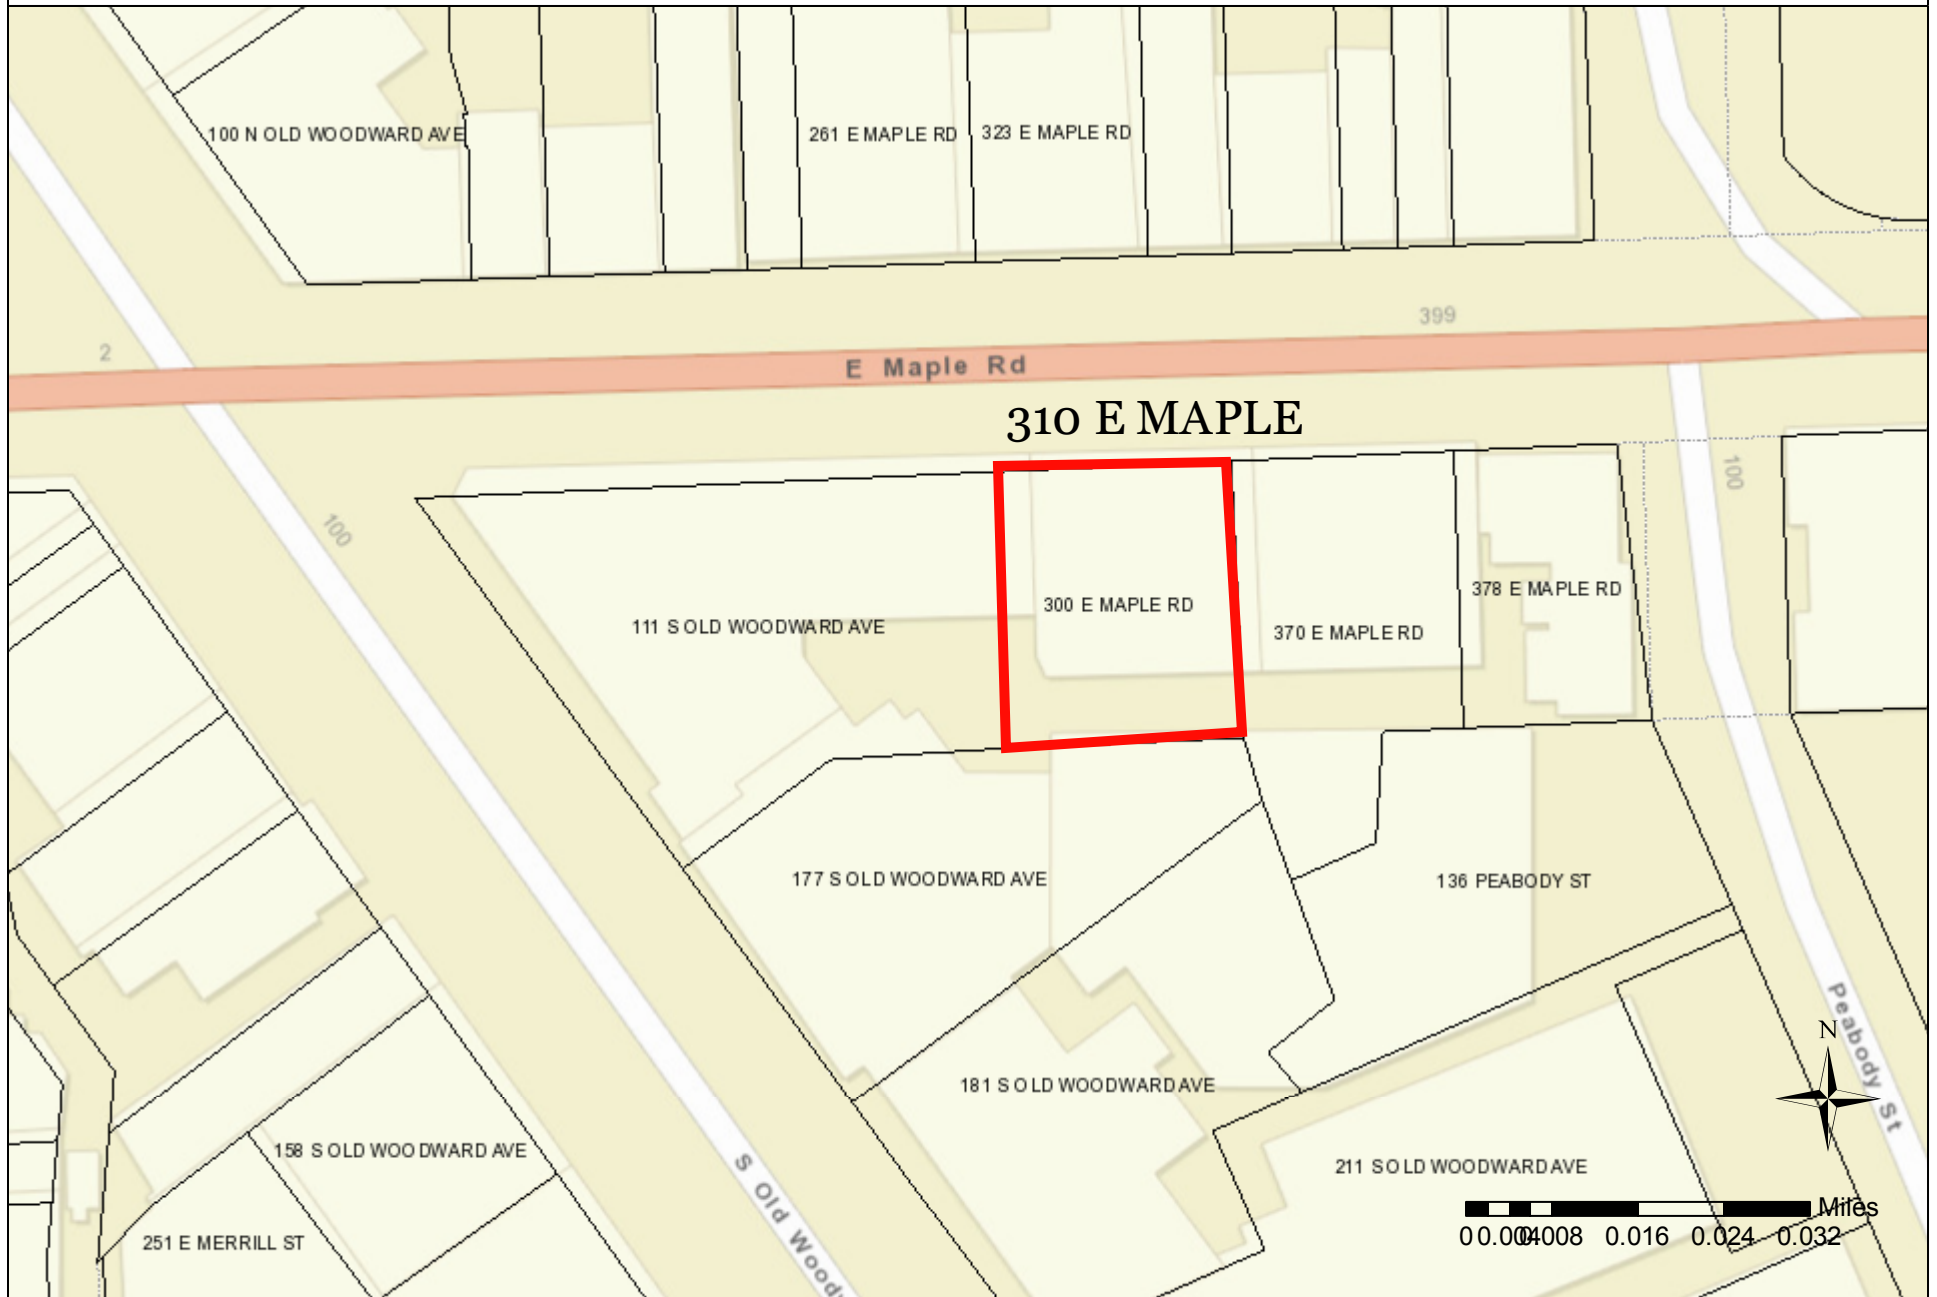 100 N OLD WOODWARD AVE
261 E MAPLE RD
323 E MAPLE RD
399
2
E Maple Rd
310 E MAPLE
100
100
300 E MAPLE RD
378 E MAPLE RD
111 S OLD WOODWARD AVE
370 E MAPLE RD
177 S OLD WOODWARD AVE
136 PEABODY ST
Peabody St
N
181 S OLD WOODWARD AVE
158 S OLD WOODWARD AVE
211 S OLD WOODWARD AVE
S Old Woodw
251 E MERRILL ST
Miles
0 0.004 0.008 0.016 0.024 0.032